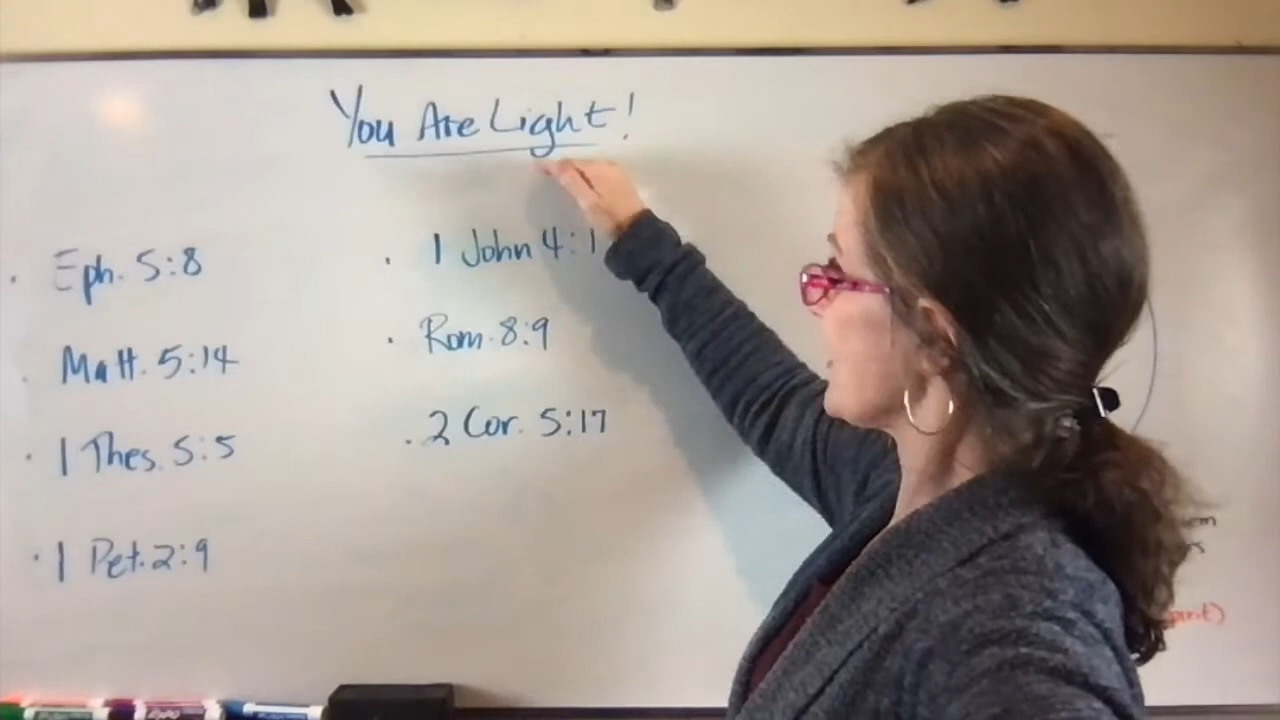 You Are Light!
· Eph. 5:8
· Matt. 5:14
· 1 Thes. 5:5
· 1 Pet. 2:9
· 1 John 4:1
· Rom. 8:9
· 2 Cor. 5:17
EXPO